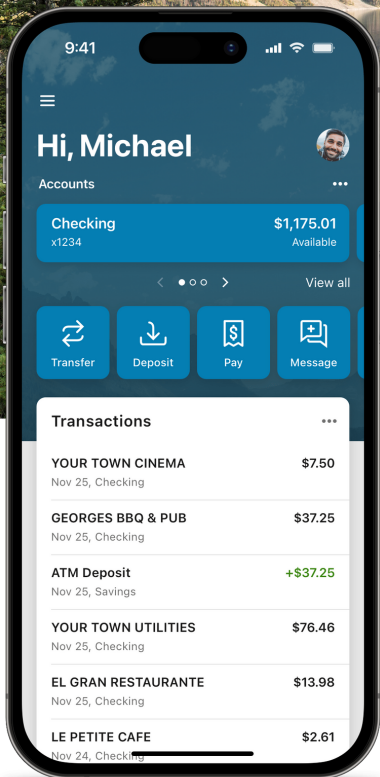 9:41
Hi, Michael
Accounts
Checking $1,175.01
x1234 Available
View all
Transfer Deposit Pay Message
Transactions
YOUR TOWN CINEMA $7.50
Nov 25, Checking
GEORGES BBQ & PUB $37.25
Nov 25, Checking
ATM Deposit +$37.25
Nov 25, Savings
YOUR TOWN UTILITIES $76.46
Nov 25, Checking
EL GRAN RESTAURANTE $13.98
Nov 25, Checking
LE PETITE CAFE $2.61
Nov 24, Checking